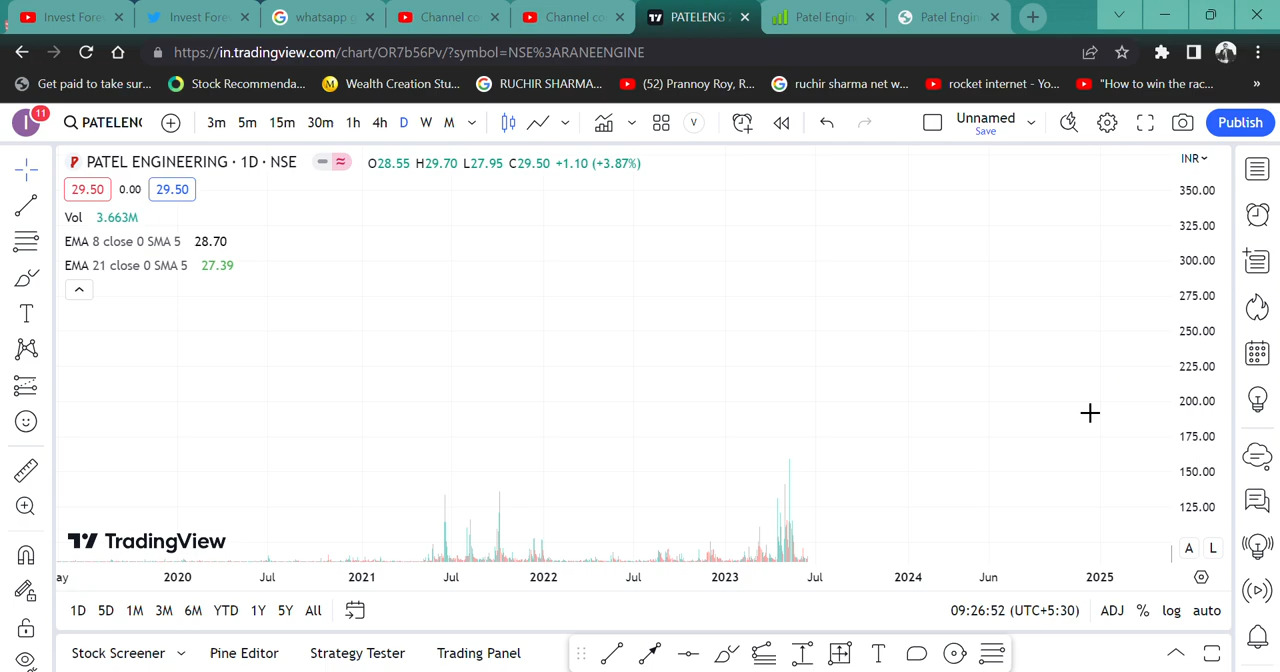 Invest Fore
Invest Fore
whatsapp g
Channel co
Channel co
PATELENG
Patel Engin
Patel Engin
https://in.tradingview.com/chart/OR7b56Pv/?symbol=NSE%3ARANEENGINE
Get paid to take sur...
Stock Recommenda...
M Wealth Creation Stu...
RUCHIR SHARMA...
(52) Prannoy Roy, R...
ruchir sharma net w...
rocket internet - Yo...
"How to win the rac...
»
I 11
PATELEN
3m 5m 15m 30m 1h 4h D W M
V
Unnamed
Save
Publish
PATEL ENGINEERING · 1D · NSE
O28.55 H29.70 L27.95 C29.50 +1.10 (+3.87%)
INR
29.50 0.00 29.50
Vol 3.663M
EMA 8 close 0 SMA 5 28.70
EMA 21 close 0 SMA 5 27.39
350.00
325.00
300.00
275.00
250.00
225.00
200.00
175.00
150.00
125.00
TradingView
A L
ay 2020 Jul 2021 Jul 2022 Jul 2023 Jul 2024 Jun 2025
1D 5D 1M 3M 6M YTD 1Y 5Y All
09:26:52 (UTC+5:30) ADJ % log auto
Stock Screener Pine Editor Strategy Tester Trading Panel
T